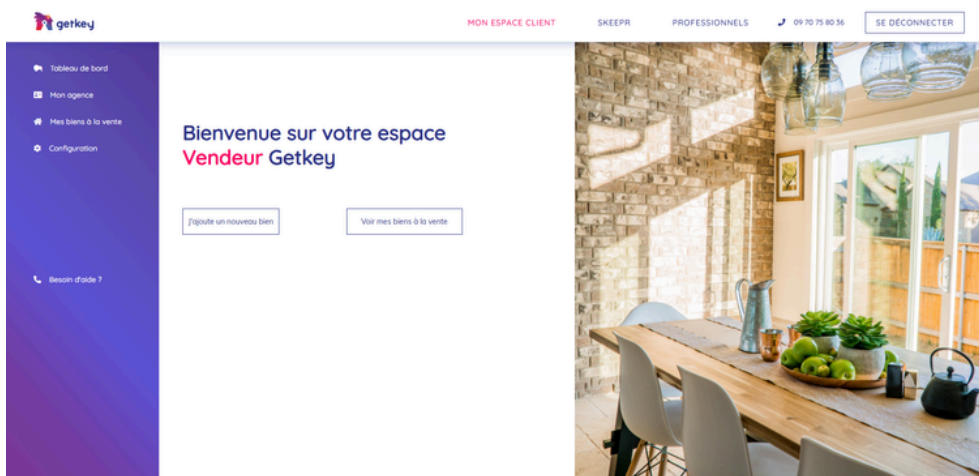 getkey
MON ESPACE CLIENT
SKEEPR
PROFESSIONNELS
09 70 75 80 36
SE DÉCONNECTER
Tableau de bord
Mon agence
Mes biens à la vente
Configuration
Besoin d'aide ?
Bienvenue sur votre espace
Vendeur Getkey
J'ajoute un nouveau bien
Voir mes biens à la vente